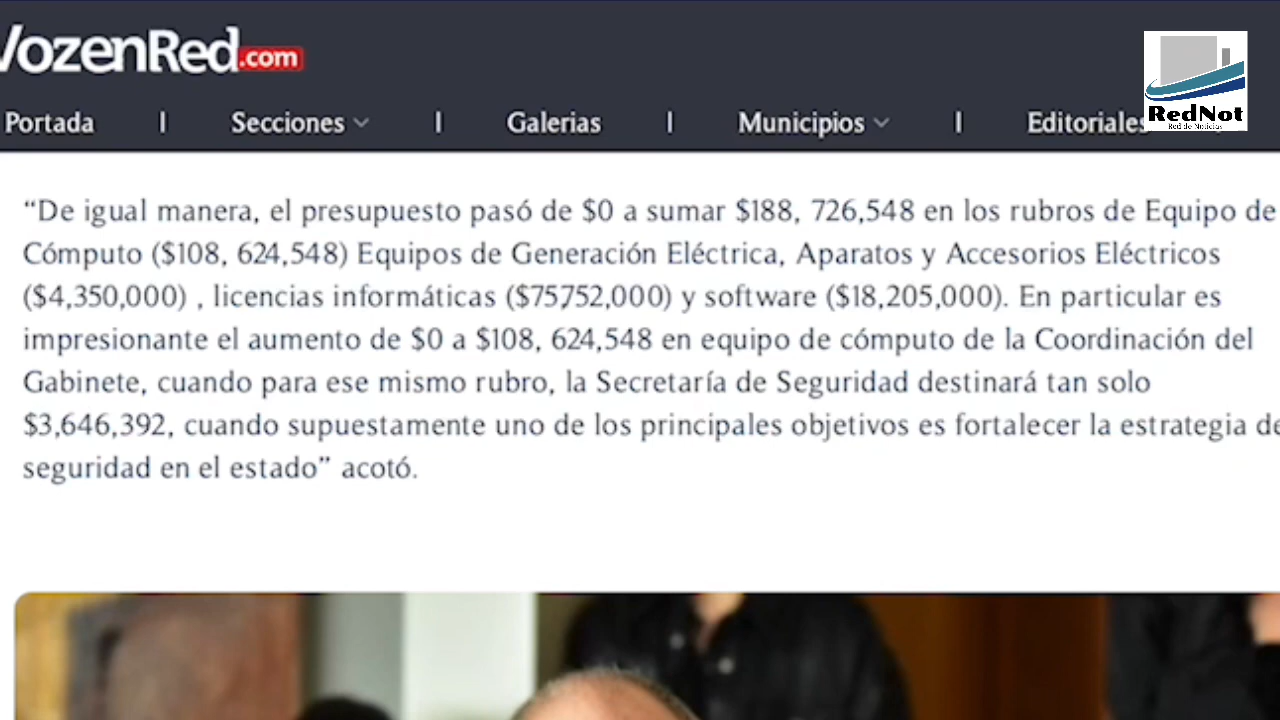 VozenRed.com
Portada | Secciones | Galerias | Municipios | Editoriales
RedNot
Red de Noticias
“De igual manera, el presupuesto pasó de $0 a sumar $188, 726,548 en los rubros de Equipo de
Cómputo ($108, 624,548) Equipos de Generación Eléctrica, Aparatos y Accesorios Eléctricos
($4,350,000) , licencias informáticas ($75752,000) y software ($18,205,000). En particular es
impresionante el aumento de $0 a $108, 624,548 en equipo de cómputo de la Coordinación del
Gabinete, cuando para ese mismo rubro, la Secretaría de Seguridad destinará tan solo
$3,646,392, cuando supuestamente uno de los principales objetivos es fortalecer la estrategia de
seguridad en el estado” acotó.